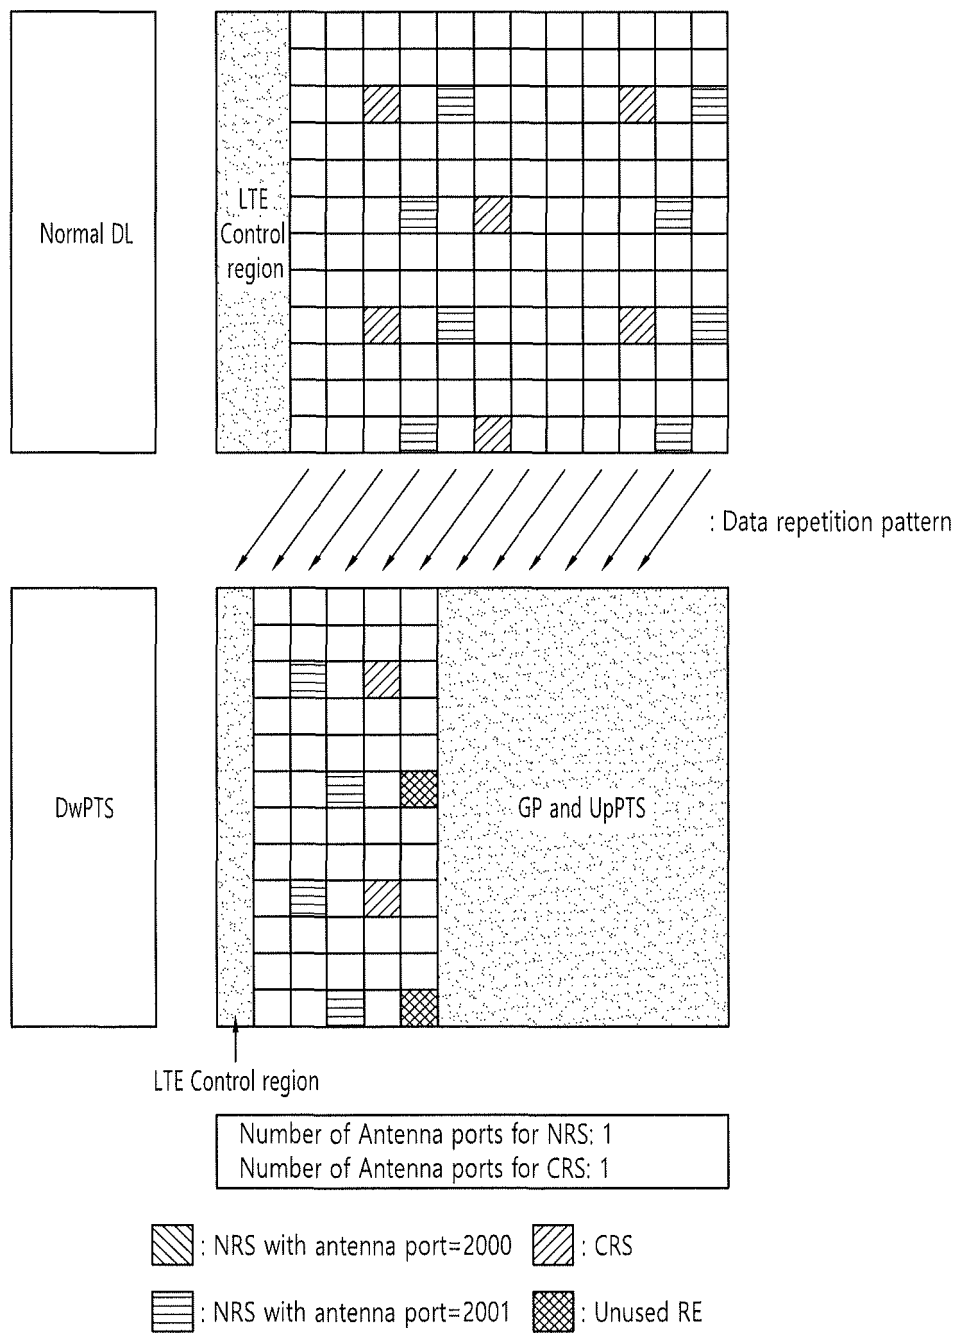 Normal DL
LTE
Control
region
: Data repetition pattern
DwPTS
GP and UpPTS
LTE Control region
Number of Antenna ports for NRS: 1
Number of Antenna ports for CRS: 1
: NRS with antenna port=2000
: CRS
: NRS with antenna port=2001
: Unused RE